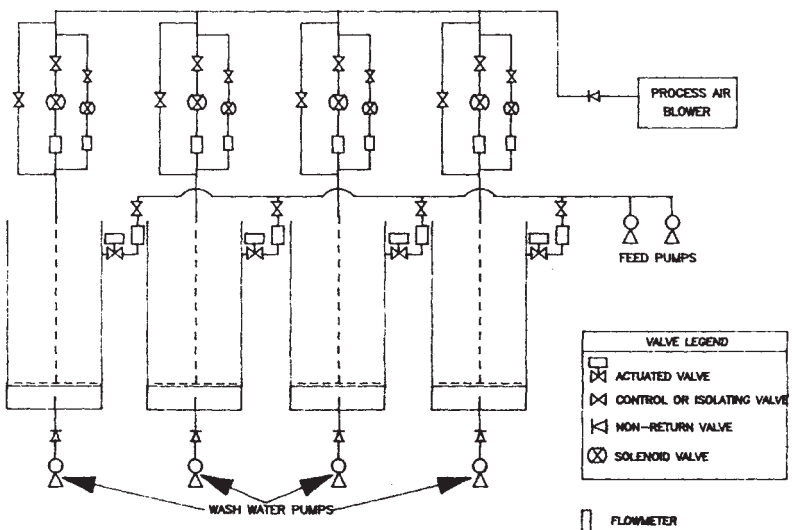 PROCESS AIR
BLOWER
FEED PUMPS
WASH WATER PUMPS
VALVE LEGEND
ACTUATED VALVE
CONTROL OR ISOLATING VALVE
NON-RETURN VALVE
SOLENOID VALVE
FLOWMETER